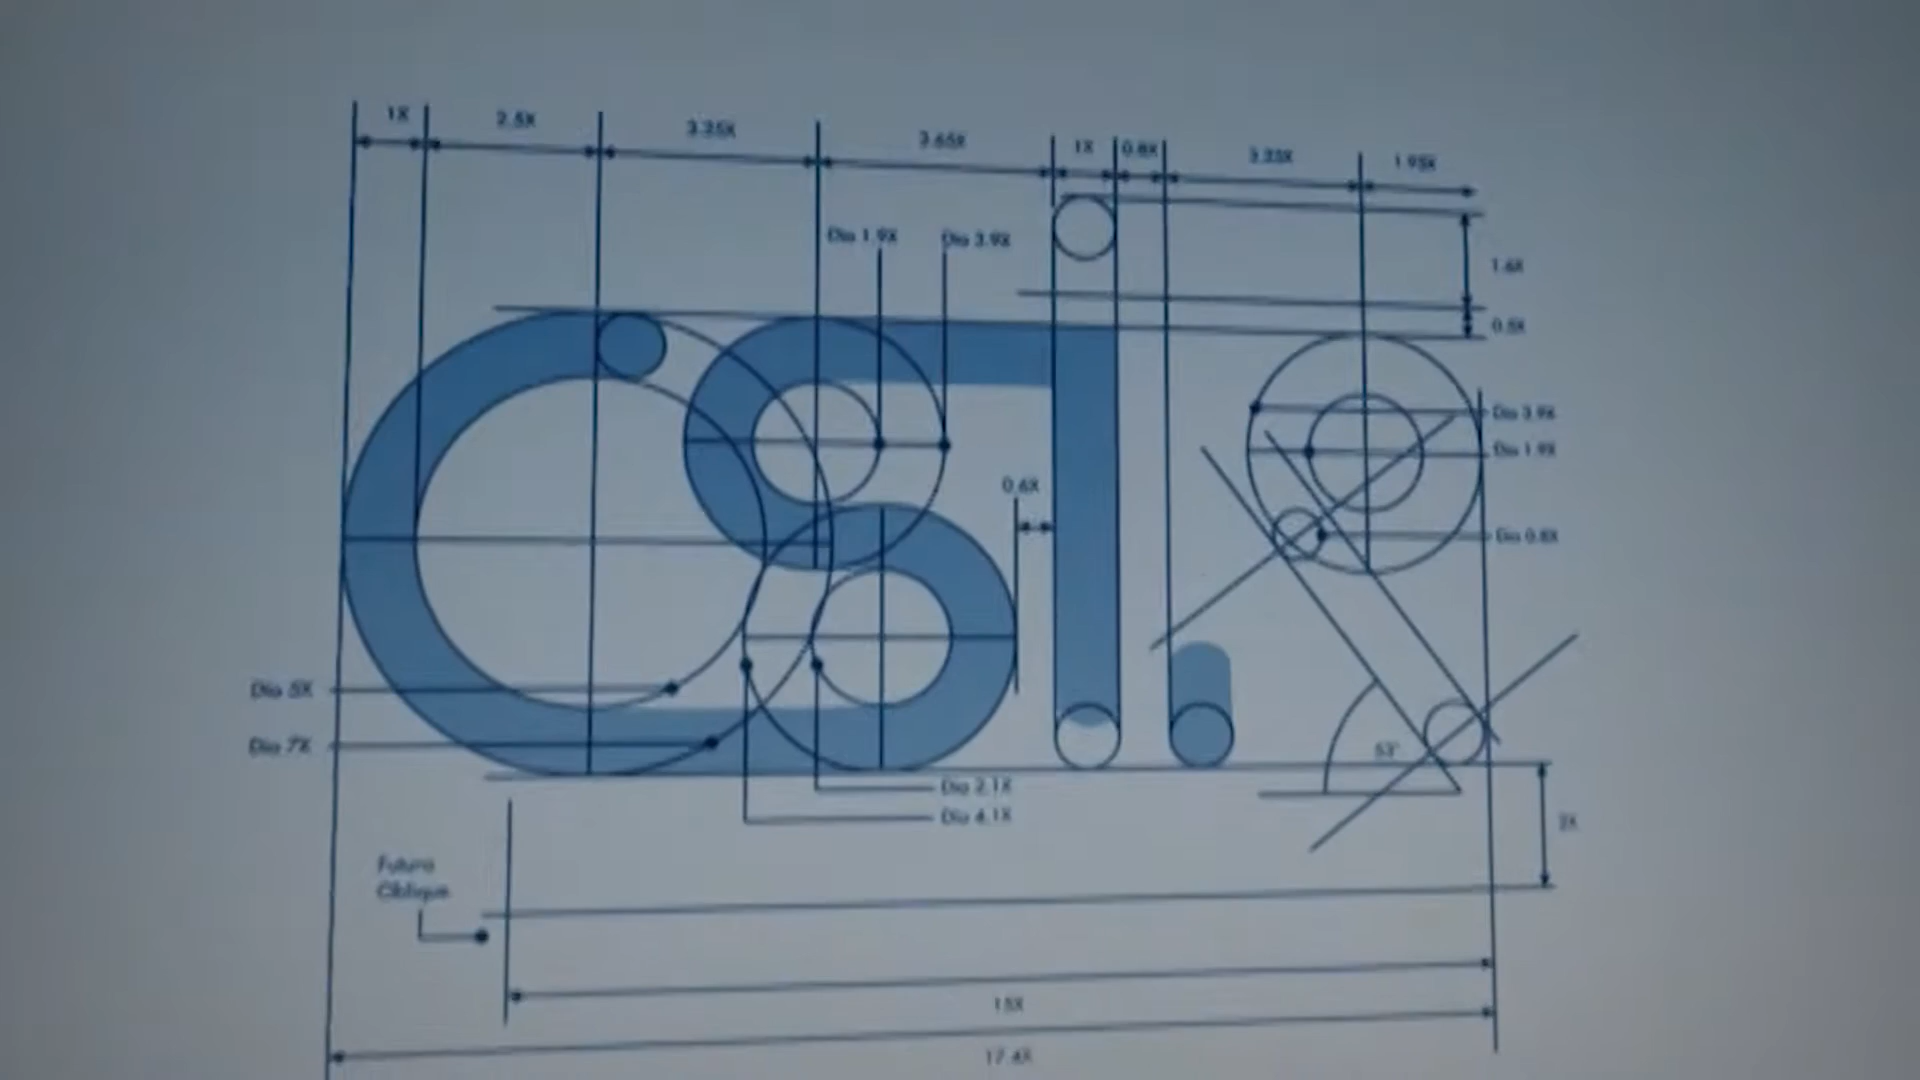 1X
2.5X
3.25X
3.65X
1X
0.8X
3.25X
1.95X
Dia 1.9X
Dia 3.9X
1.6X
0.5X
Dia 3.9X
Dia 1.9X
0.6X
Dia 0.8X
CSI
Dia 5X
Dia 7X
53°
Dia 2.1X
Dia 4.1X
2X
Futura
Oblique
15X
17.4X